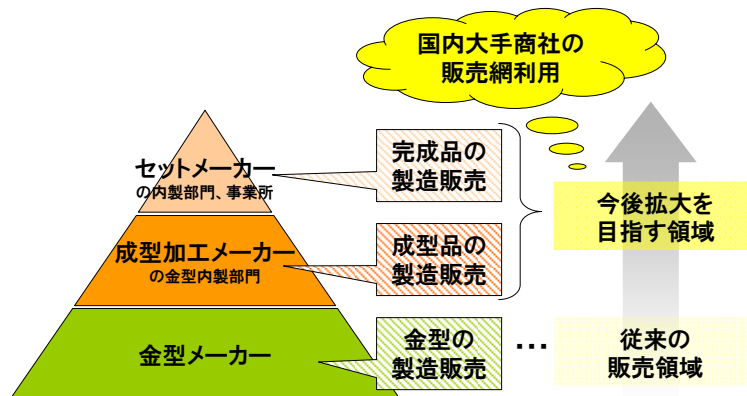 国内大手商社の
販売網利用
セットメーカー
の内製部門、事業所
完成品の
製造販売
今後拡大を
目指す領域
成型加工メーカー
の金型内製部門
成型品の
製造販売
金型メーカー
金型の
製造販売
…
従来の
販売領域